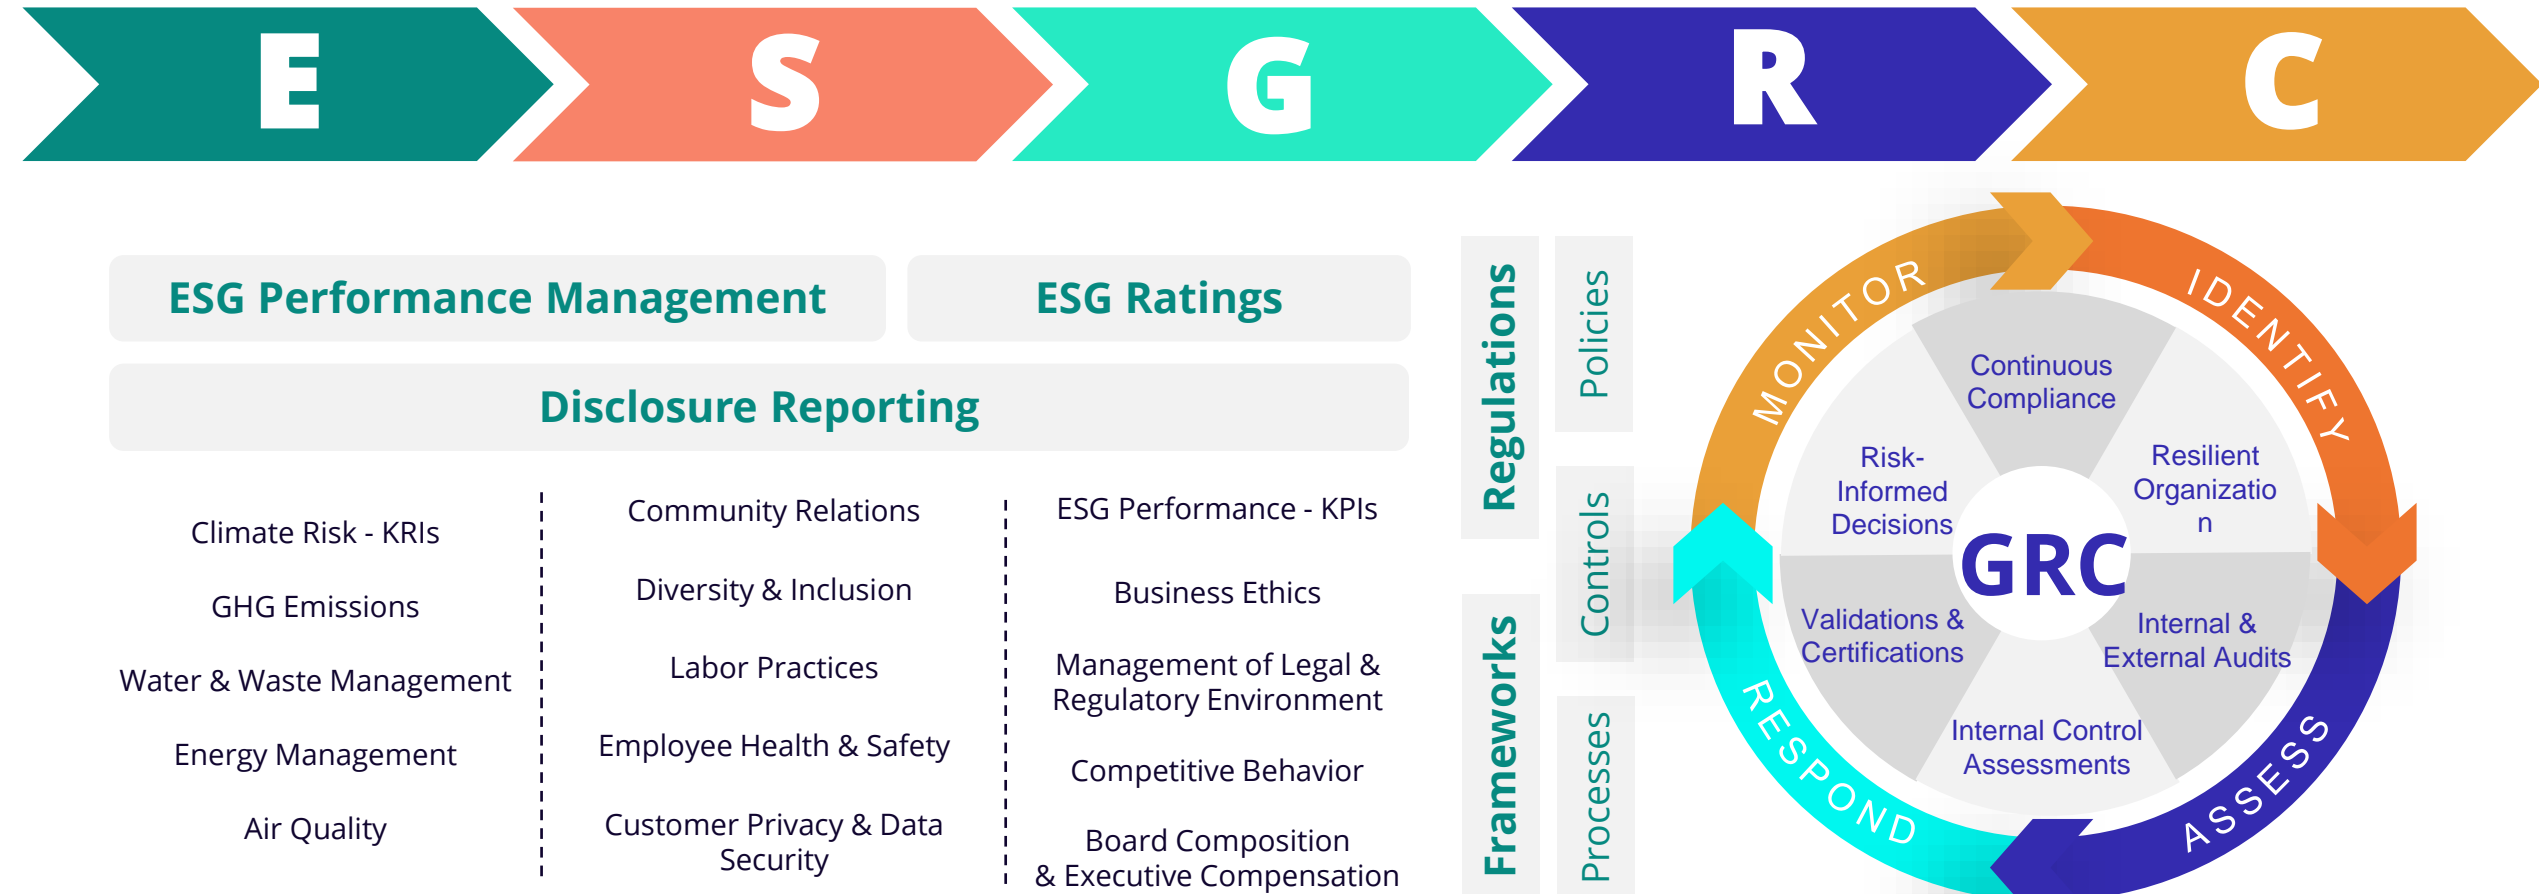 E
S
G
R
C
ESG Performance Management
ESG Ratings
Disclosure Reporting
Climate Risk - KRIs
GHG Emissions
Water & Waste Management
Energy Management
Air Quality
Community Relations
Diversity & Inclusion
Labor Practices
Employee Health & Safety
Customer Privacy & Data
Security
ESG Performance - KPIs
Business Ethics
Management of Legal &
Regulatory Environment
Competitive Behavior
Board Composition
& Executive Compensation
Regulations
Frameworks
Policies
Controls
Processes
MONITOR
IDENTIFY
ASSESS
RESPOND
Continuous
Compliance
Resilient
Organizatio
n
Internal &
External Audits
Internal Control
Assessments
Validations &
Certifications
Risk-
Informed
Decisions
GRC